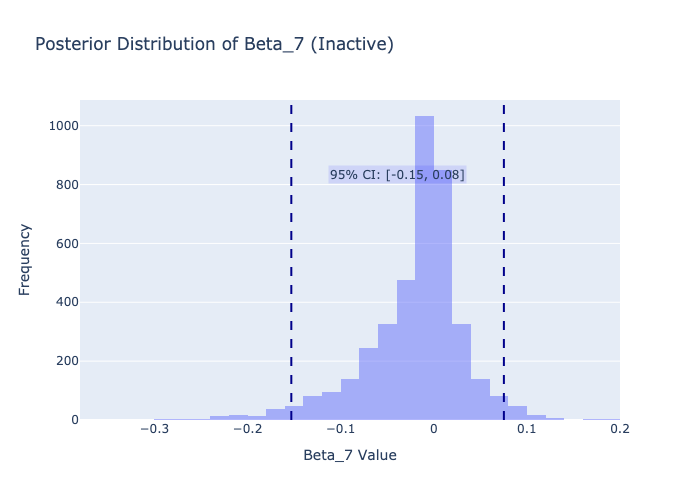 Posterior Distribution of Beta_7 (Inactive)
1000
95% CI: [-0.15, 0.08]
800
600
Frequency
400
200
0
−0.3 −0.2 −0.1 0 0.1 0.2
Beta_7 Value